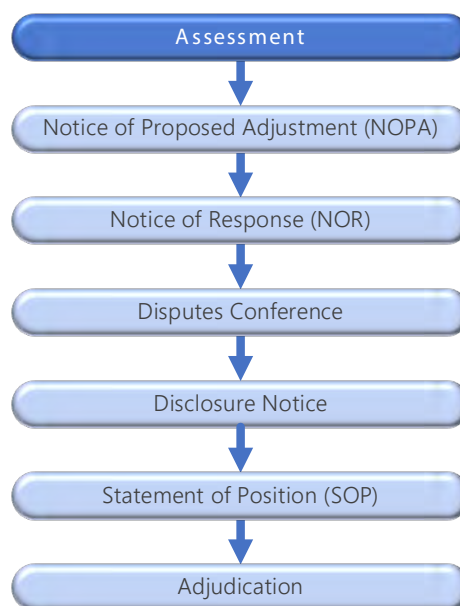 Assessment
Notice of Proposed Adjustment (NOPA)
Notice of Response (NOR)
Disputes Conference
Disclosure Notice
Statement of Position (SOP)
Adjudication